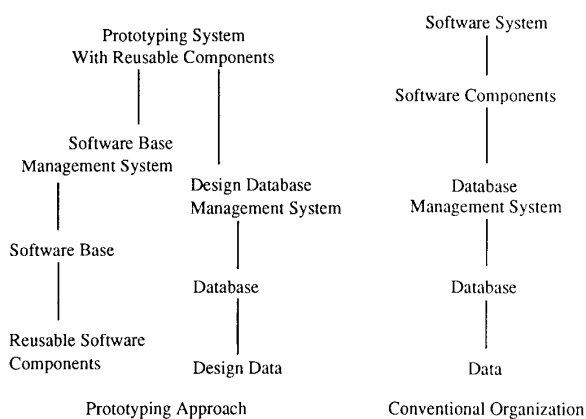 Prototyping System
With Reusable Components
Software Base
Management System
Software Base
Reusable Software
Components
Design Database
Management System
Database
Design Data
Prototyping Approach
Software System
Software Components
Database
Management System
Database
Data
Conventional Organization